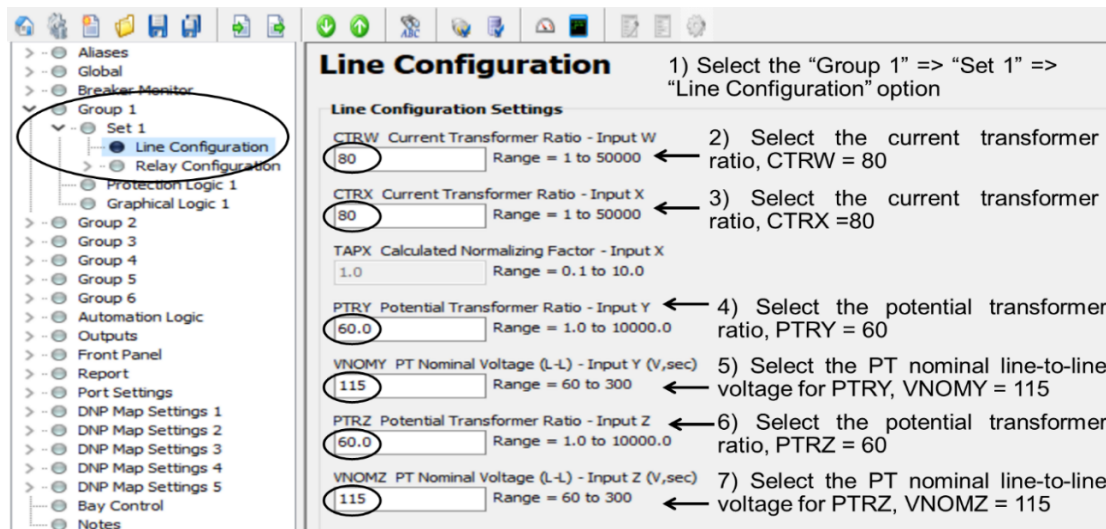 Aliases
Global
Breaker Monitor
Group 1
Set 1
Line Configuration
Relay Configuration
Protection Logic 1
Graphical Logic 1
Group 2
Group 3
Group 4
Group 5
Group 6
Automation Logic
Outputs
Front Panel
Report
Port Settings
DNP Map Settings 1
DNP Map Settings 2
DNP Map Settings 3
DNP Map Settings 4
DNP Map Settings 5
Bay Control
Notes
Line Configuration
1) Select the “Group 1” => “Set 1” =>
“Line Configuration” option
Line Configuration Settings
CTRW Current Transformer Ratio - Input W
80 Range = 1 to 50000
2) Select the current transformer
ratio, CTRW = 80
CTRX Current Transformer Ratio - Input X
80 Range = 1 to 50000
3) Select the current transformer
ratio, CTRX =80
TAPX Calculated Normalizing Factor - Input X
1.0 Range = 0.1 to 10.0
PTRY Potential Transformer Ratio - Input Y
60.0 Range = 1.0 to 10000.0
4) Select the potential transformer
ratio, PTRY = 60
VNOMY PT Nominal Voltage (L-L) - Input Y (V,sec)
115 Range = 60 to 300
5) Select the PT nominal line-to-line
voltage for PTRY, VNOMY = 115
PTRZ Potential Transformer Ratio - Input Z
60.0 Range = 1.0 to 10000.0
6) Select the potential transformer
ratio, PTRZ = 60
VNOMZ PT Nominal Voltage (L-L) - Input Z (V,sec)
115 Range = 60 to 300
7) Select the PT nominal line-to-line
voltage for PTRZ, VNOMZ = 115